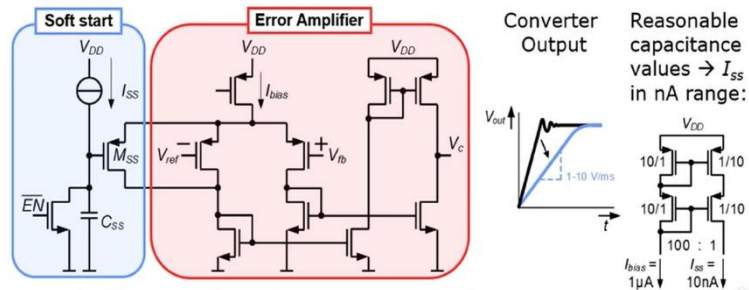 Soft start
Error Amplifier
Converter
Output
Reasonable
capacitance
values → Iss
in nA range:
VDD
VDD
VDD
ISS
Ibias
MSS
Vref
−
+
Vfb
Vc
EN
CSS
Vout
1-10 V/ms
t
VDD
10/1
1/10
10/1
1/10
100 : 1
Ibias =
1µA
Iss =
10nA